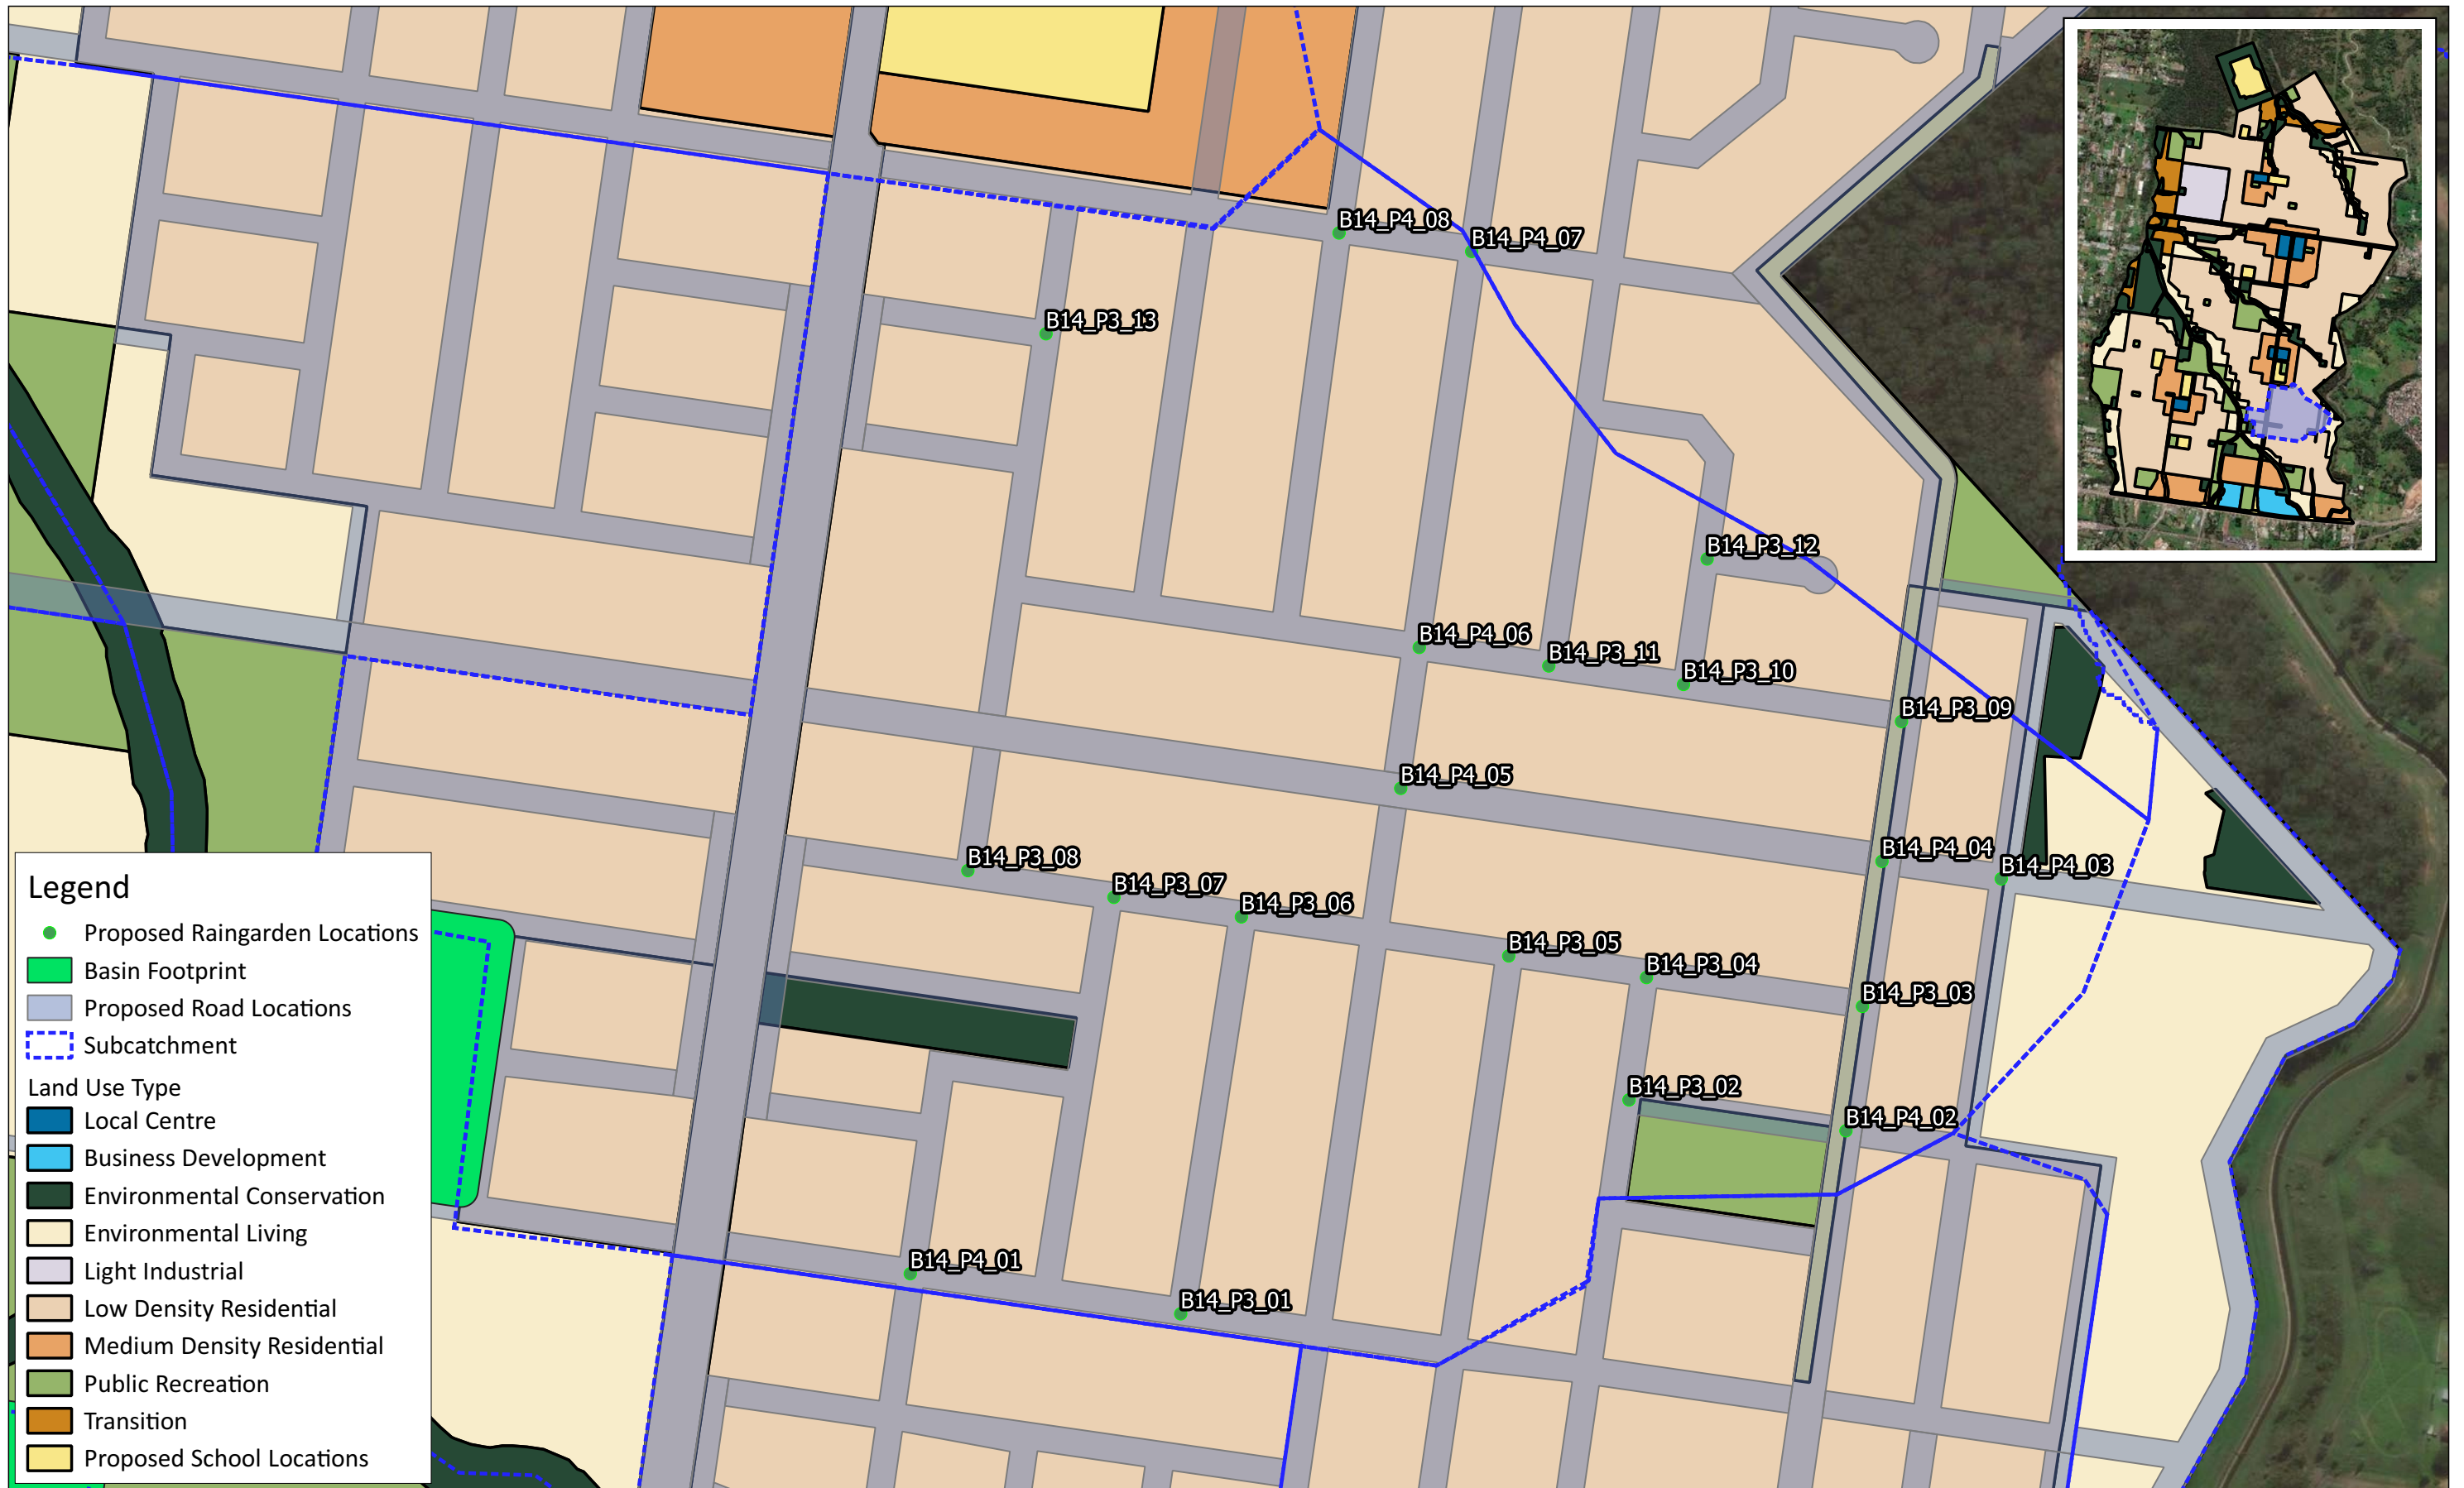 B14_P4_08
B14_P4_07
B14_P3_13
B14_P3_12
B14_P4_06
B14_P3_11
B14_P3_10
B14_P3_09
B14_P4_05
B14_P4_04
B14_P4_03
B14_P3_08
B14_P3_07
B14_P3_06
B14_P3_05
B14_P3_04
B14_P3_03
B14_P3_02
B14_P4_02
B14_P4_01
B14_P3_01
Legend
Proposed Raingarden Locations
Basin Footprint
Proposed Road Locations
Subcatchment
Land Use Type
Local Centre
Business Development
Environmental Conservation
Environmental Living
Light Industrial
Low Density Residential
Medium Density Residential
Public Recreation
Transition
Proposed School Locations